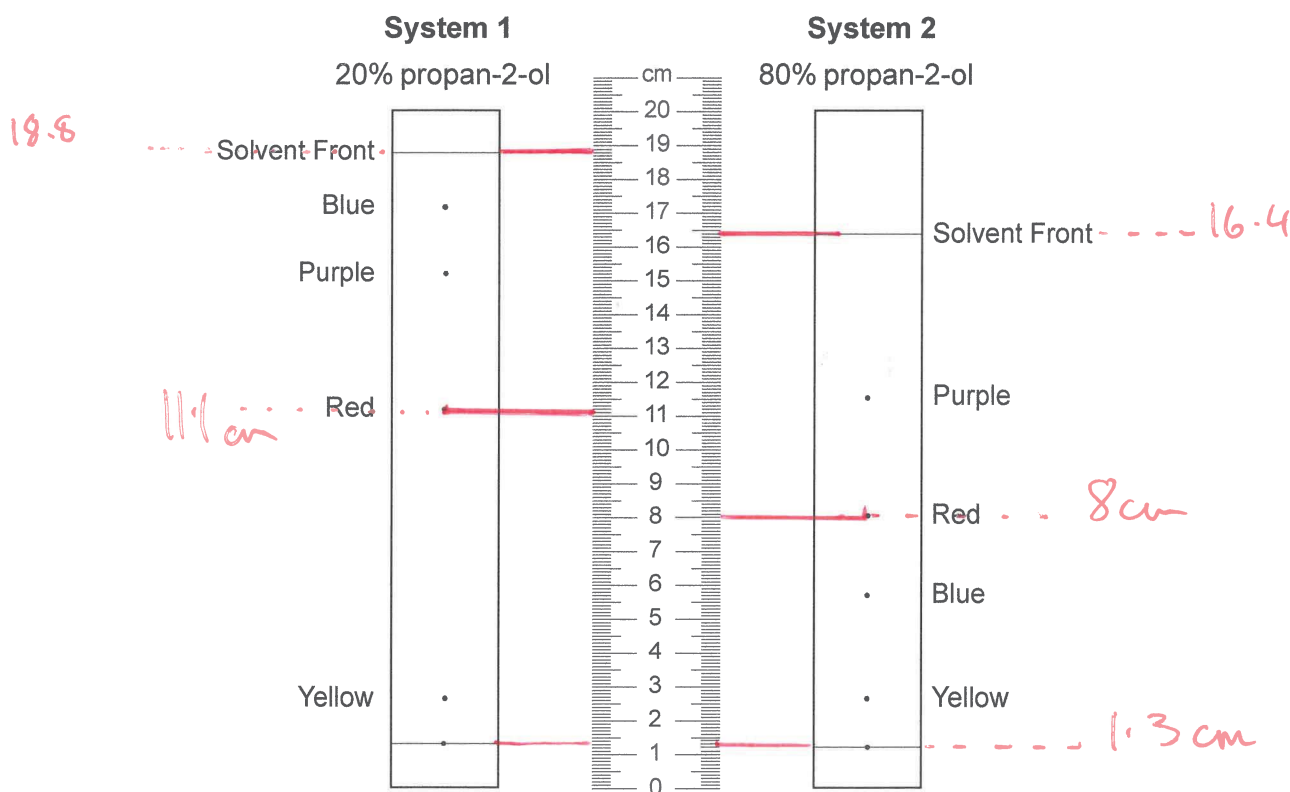 System 1
20% propan-2-ol
cm
System 2
80% propan-2-ol
20
18.8
Solvent Front
19
18
Blue
17
Solvent Front
16.4
16
Purple
15
14
13
12
Purple
11.1 cm
Red
11
10
9
8
Red
8cm
7
6
Blue
5
4
Yellow
3
Yellow
2
1
1.3 cm
0